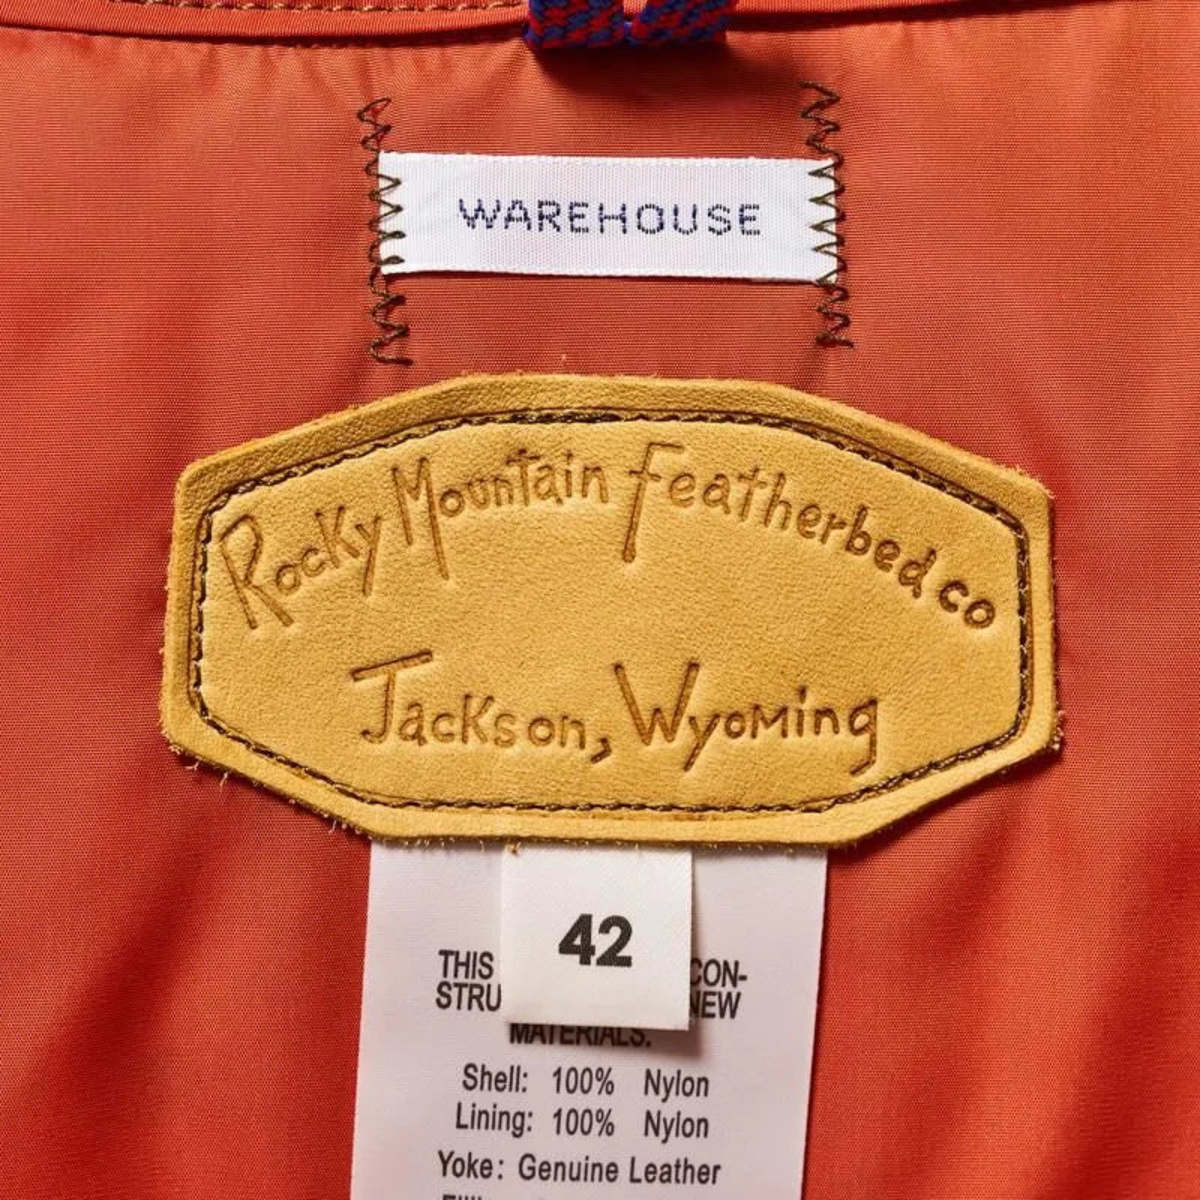 WAREHOUSE
Rocky Mountain Featherbed co
Jackson, Wyoming
42
THIS CON-
STRU NEW
MATERIALS.
Shell: 100% Nylon
Lining: 100% Nylon
Yoke: Genuine Leather